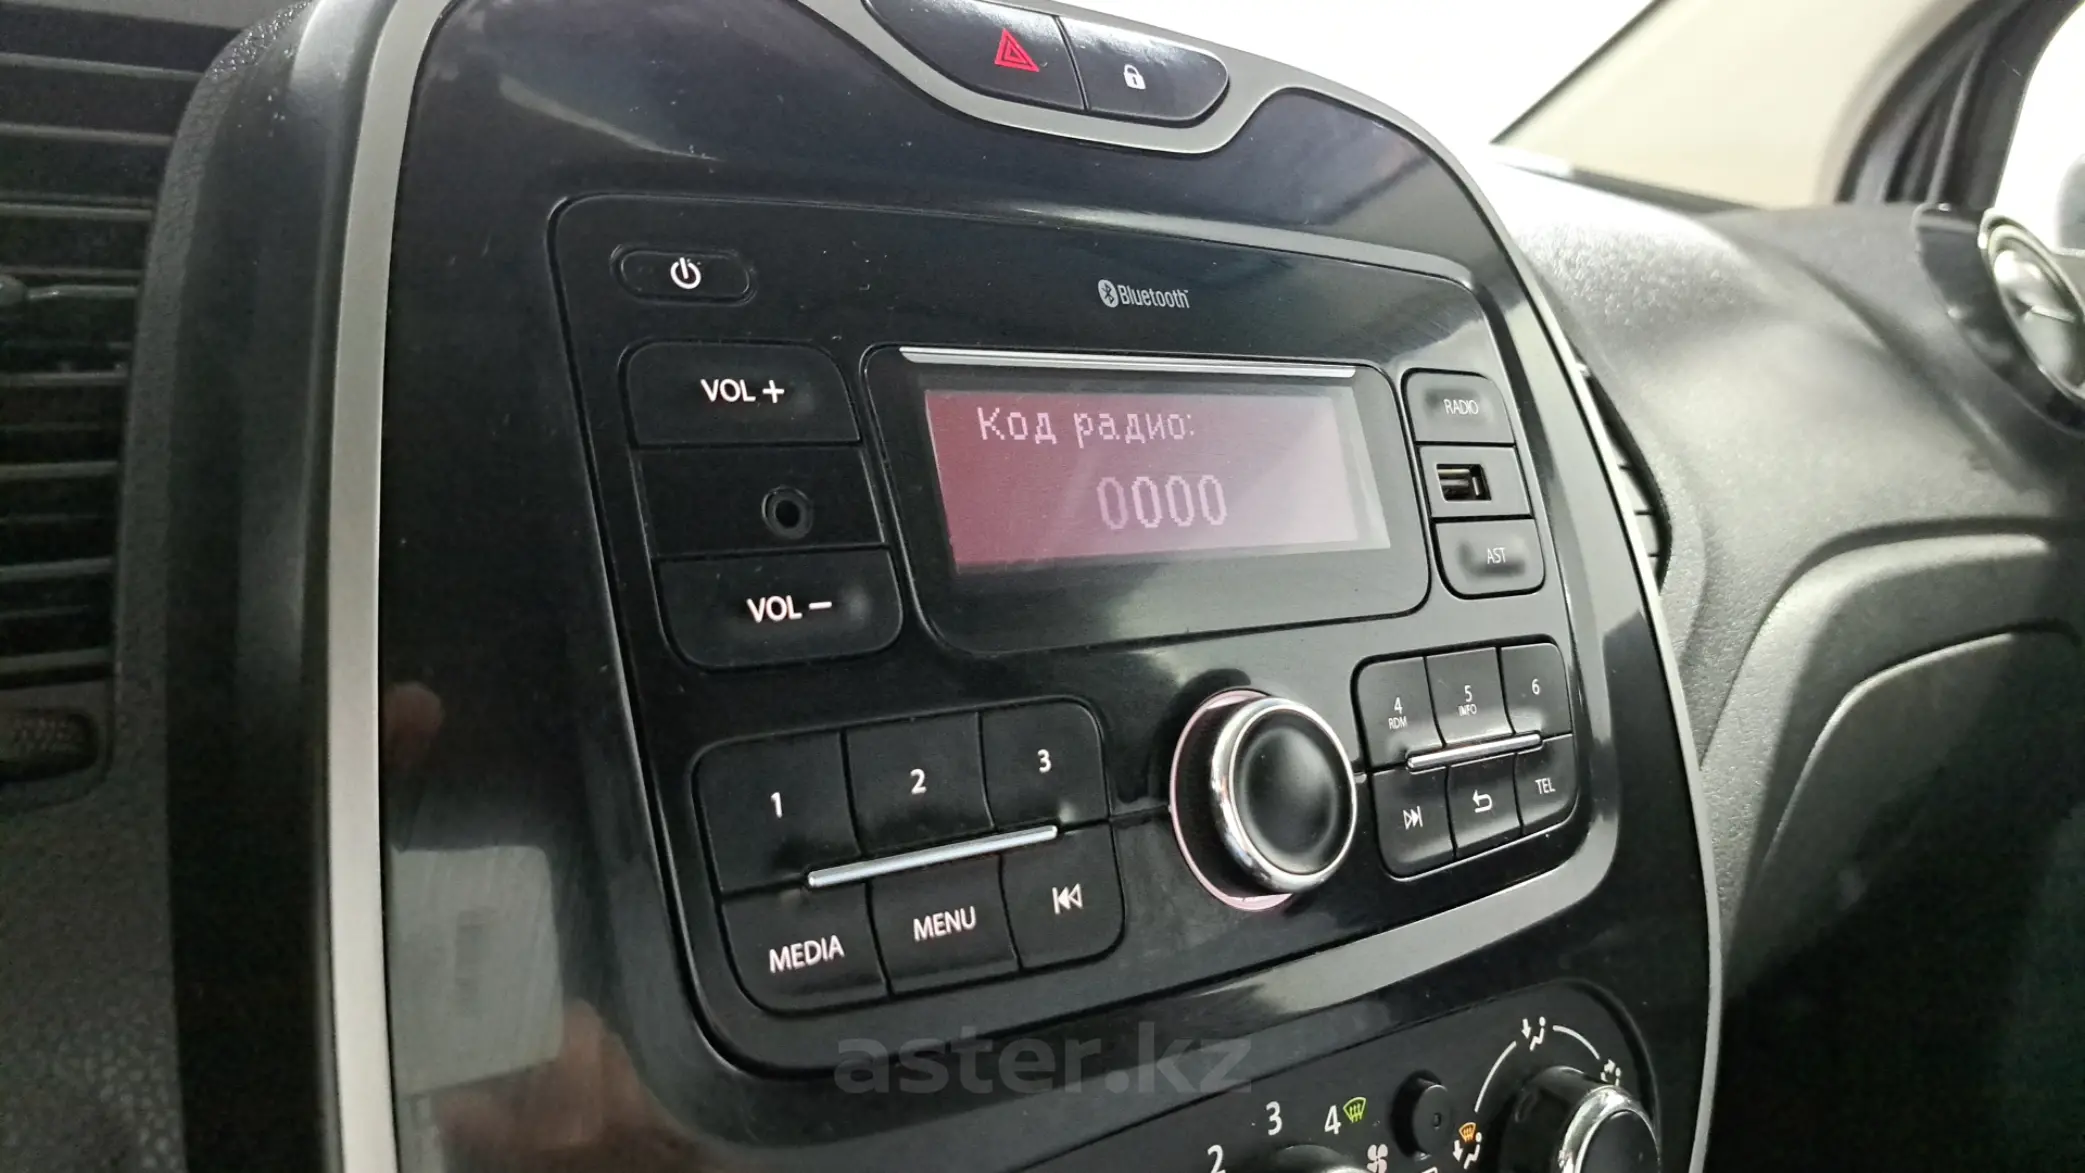 Bluetooth
VOL +
Код радио:
0000
RADIO
VOL −
AST
1
2
3
4
RDM
5
INFO
6
MEDIA
MENU
TEL
aster.kz
2
3
4